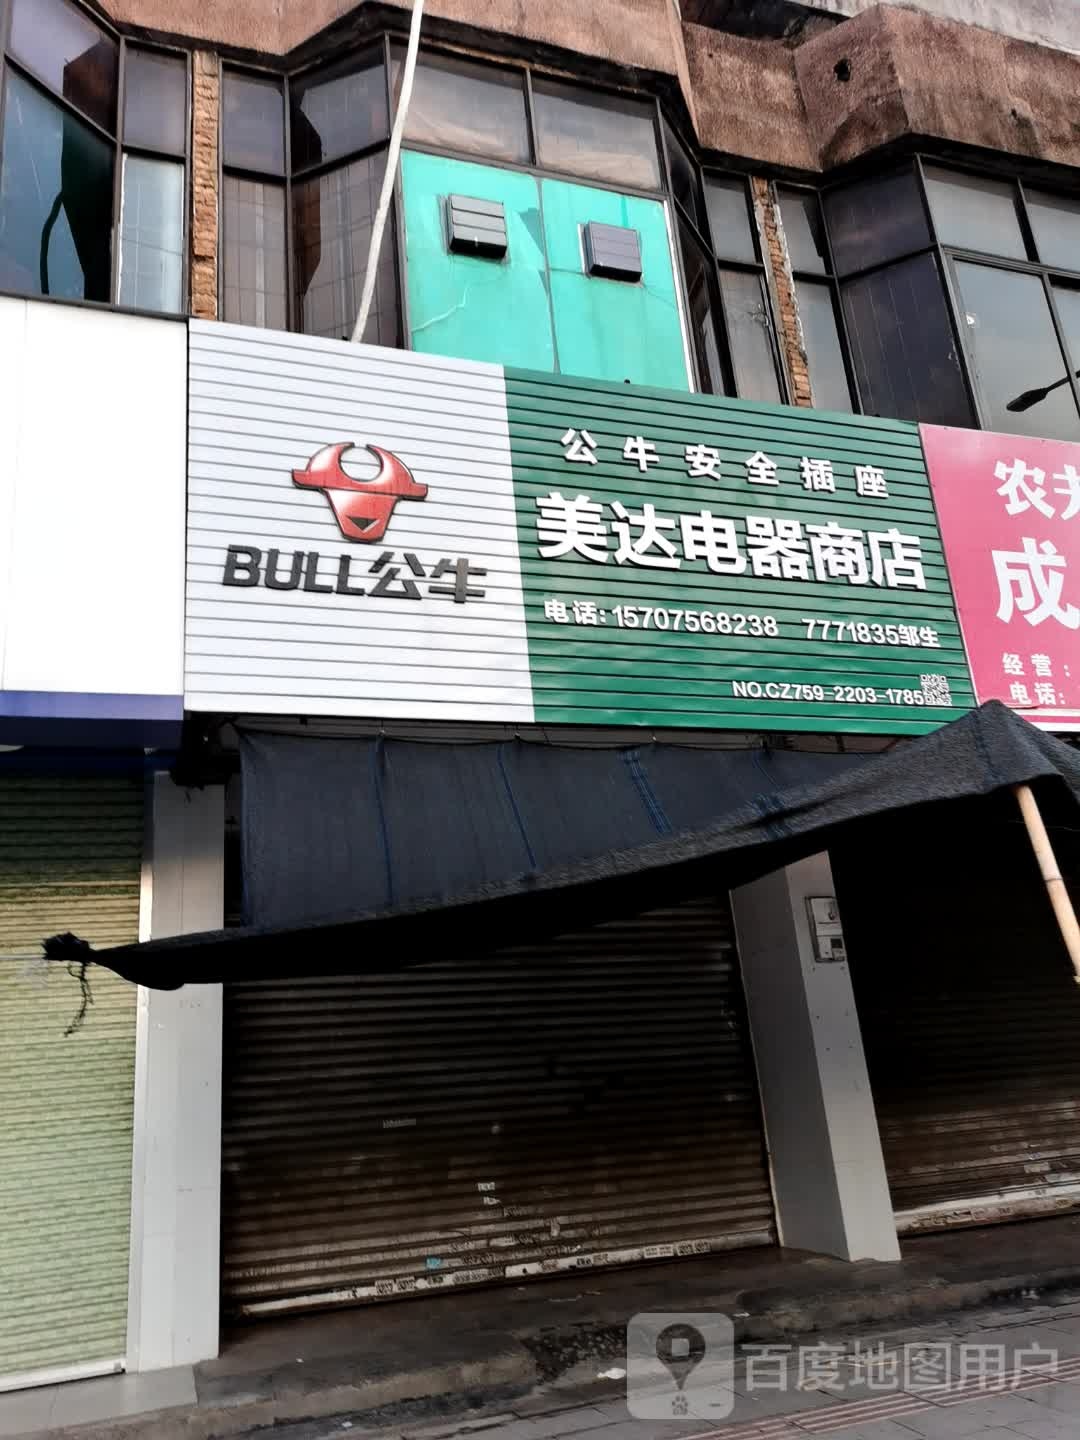 BULL公牛
公牛安全插座
美达电器商店
电话: 15707568238 7771835邹生
NO.CZ759-2203-1785
农
成
经营:
电话:
百度地图用户